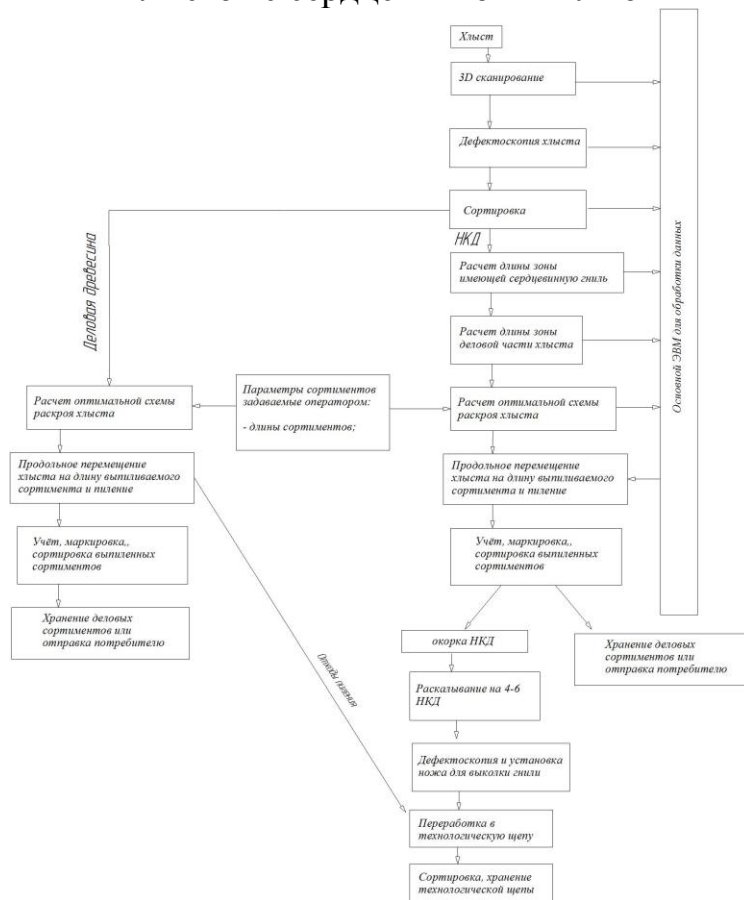 Хлыст
3D сканирование
Дефектоскопия хлыста
Сортировка
НКД
Деловая древесина
Расчет длины зоны
имеющей сердцевинную гниль
Расчет длины зоны
деловой части хлыста
Основной ЭВМ для обработки данных
Расчет оптимальной схемы
раскроя хлыста
Параметры сортиментов
задаваемые оператором:
- длины сортиментов;
Расчет оптимальной схемы
раскроя хлыста
Продольное перемещение
хлыста на длину выпиливаемого
сортимента и пиление
Продольное перемещение
хлыста на длину выпиливаемого
сортимента и пиление
Учёт, маркировка,,
сортировка выпиленных
сортиментов
Учёт, маркировка,,
сортировка выпиленных
сортиментов
Хранение деловых
сортиментов или
отправка потребителю
окорка НКД
Хранение деловых
сортиментов или
отправка потребителю
Отходы пиления
Раскалывание на 4-6
НКД
Дефектоскопия и установка
ножа для выколки гнили
Переработка в
технологическую щепу
Сортировка, хранение
технологической щепы